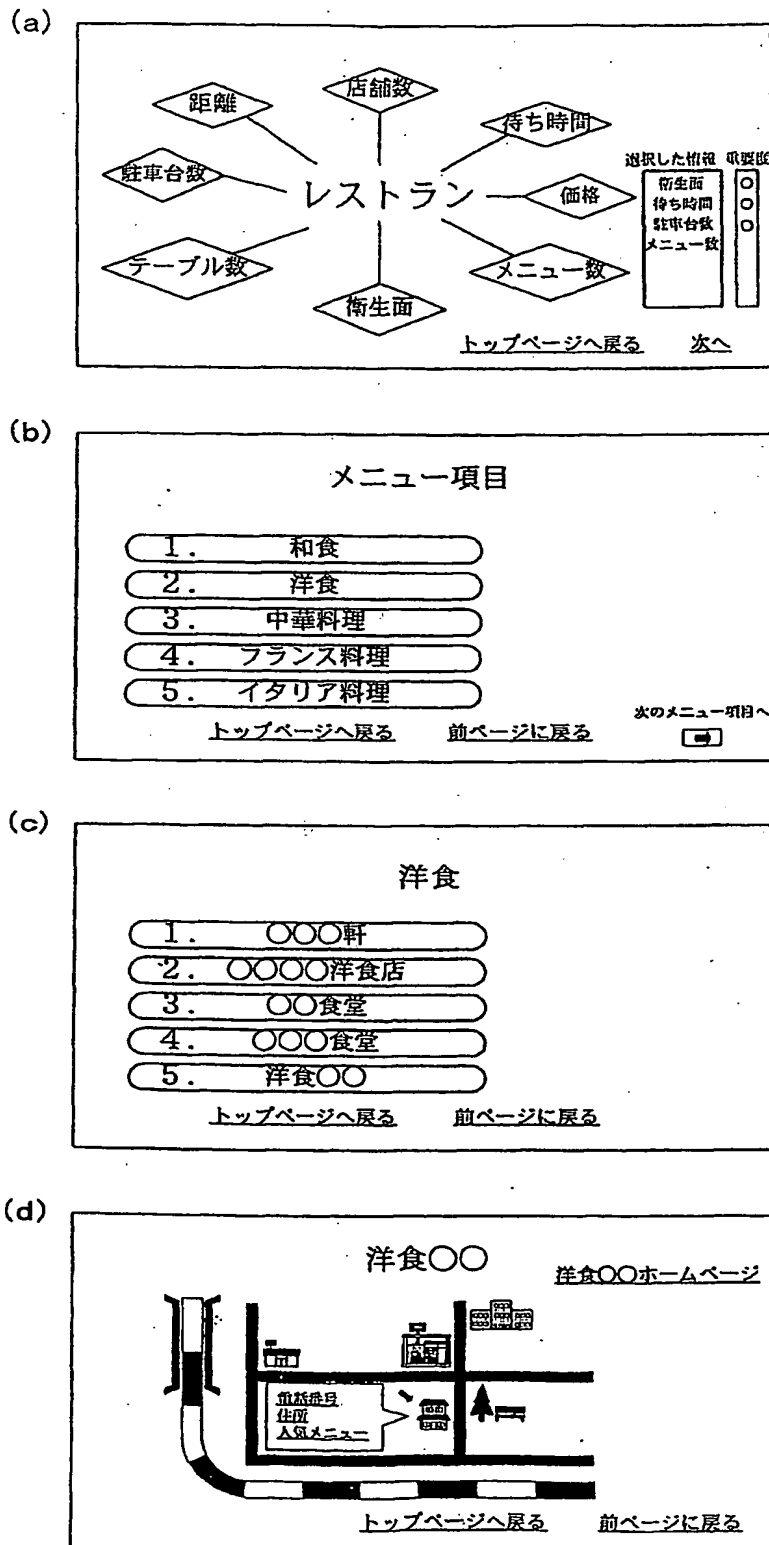 (a)
店舗数
距離
待ち時間
選択した情報 重要度
駐車台数
レストラン
価格
衛生面 ○
待ち時間 ○
駐車台数 ○
メニュー数
テーブル数
メニュー数
衛生面
トップページへ戻る 次へ
(b)
メニュー項目
1. 和食
2. 洋食
3. 中華料理
4. フランス料理
5. イタリア料理
次のメニュー項目へ
トップページへ戻る 前ページに戻る
(c)
洋食
1. ○○○軒
2. ○○○○洋食店
3. ○○食堂
4. ○○○食堂
5. 洋食○○
トップページへ戻る 前ページに戻る
(d)
洋食○○
洋食○○ホームページ
電話番号
住所
人気メニュー
トップページへ戻る 前ページに戻る